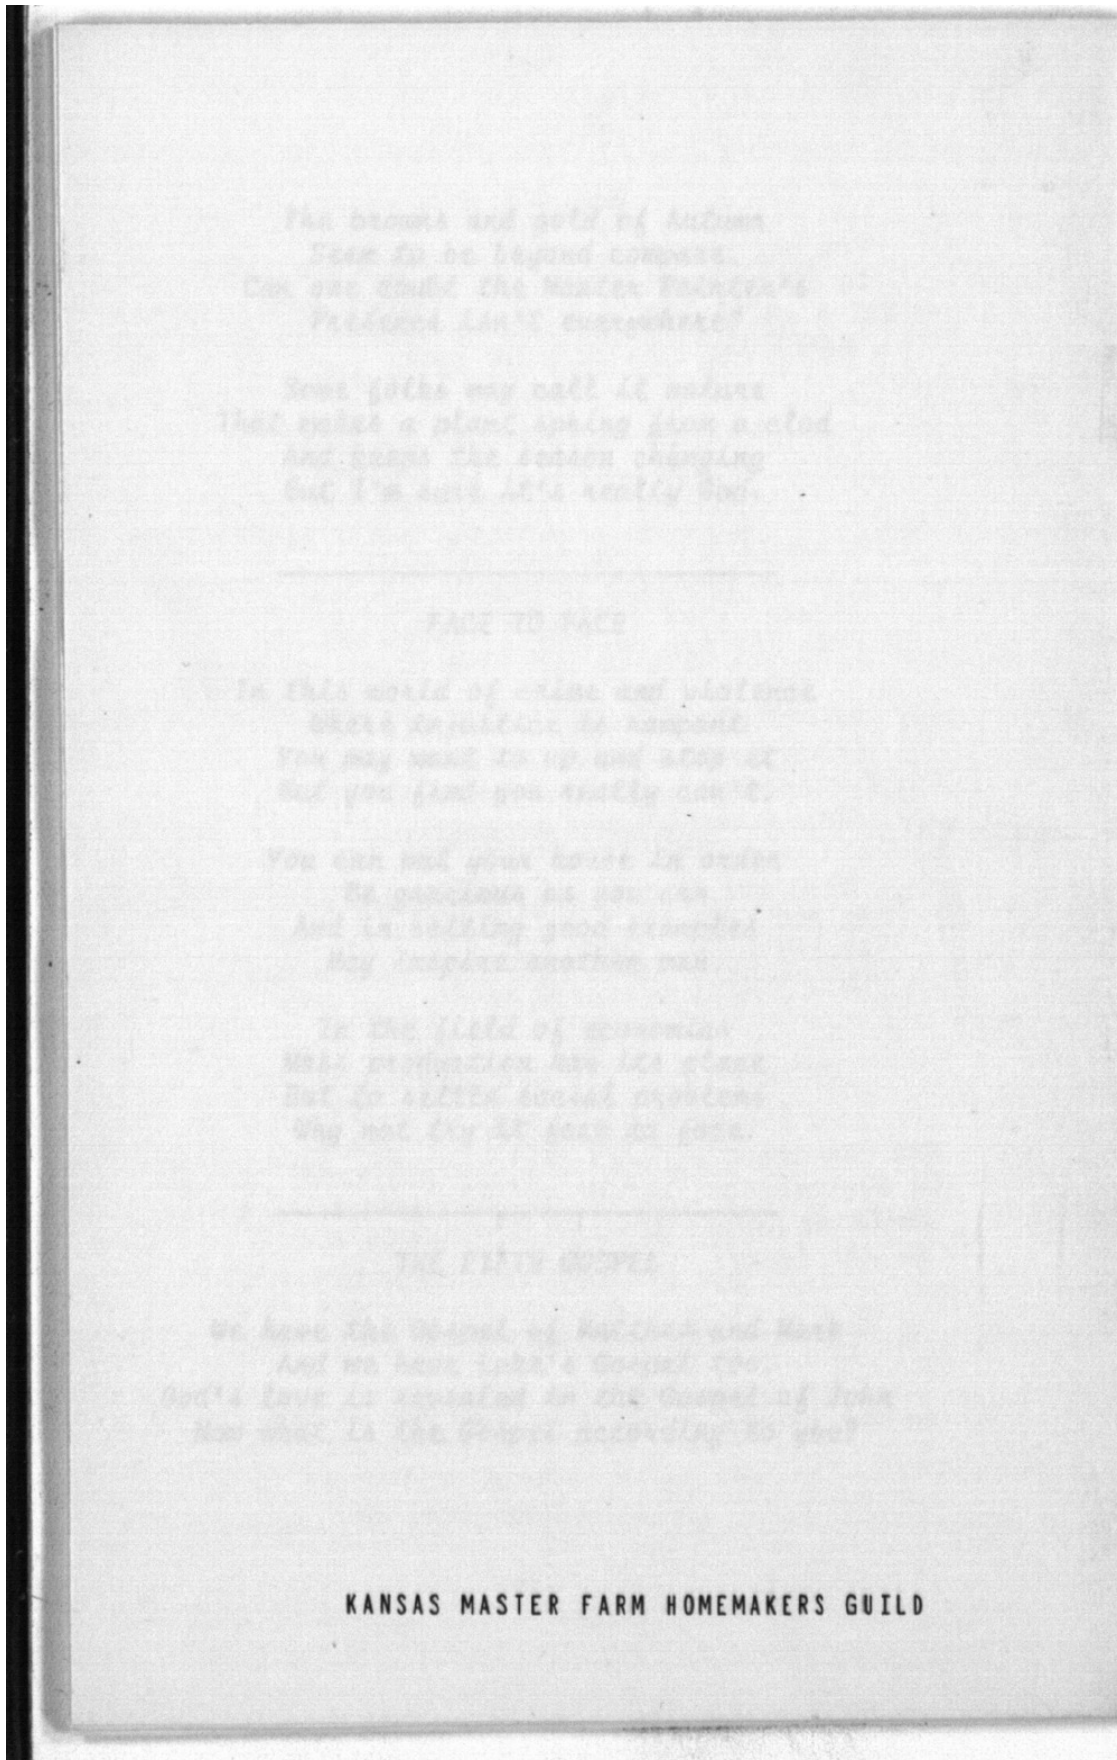 The browns and gold of Autumn
Seem to be beyond compare.
Can one doubt the Master Painter's
Presence isn't everywhere?
Some folks may call it nature
That makes a plant spring from a clod
And keeps the season changing
But I'm sure it's really God.
FACE TO FACE
In this world of crime and violence
Where injustice is rampant
You may want to up and stop it
But you find you really can't.
You can put your house in order
Be gracious as you can
And in setting good examples
May inspire another man.
In the field of economics
Mass production has its place
But to settle social problems
Why not try it face to face.
THE FIFTH GOSPEL
We have the Gospel of Matthew and Mark
And we have Luke's Gospel too.
God's love is revealed in the Gospel of John
Now what is the Gospel according to you?
KANSAS MASTER FARM HOMEMAKERS GUILD